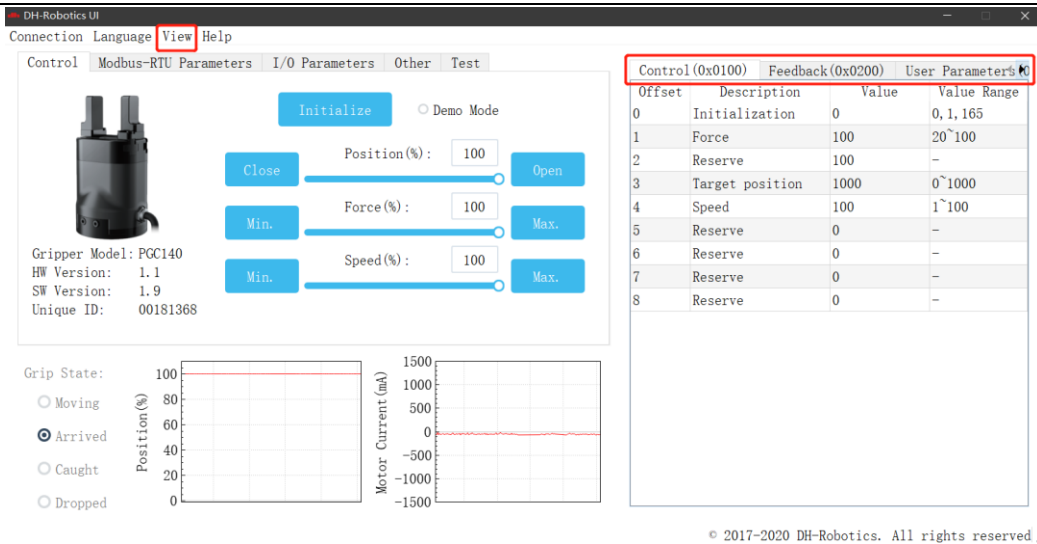 DH-Robotics UI
Connection Language View Help
Control Modbus-RTU Parameters I/O Parameters Other Test
Initialize Demo Mode
Position(%): 100
Close Open
Force(%): 100
Min. Max.
Speed(%): 100
Min. Max.
Gripper Model: PGC140
HW Version: 1.1
SW Version: 1.9
Unique ID: 00181368
Control(0x0100) Feedback(0x0200) User Parameters
Offset Description Value Value Range
0 Initialization 0 0,1,165
1 Force 100 20~100
2 Reserve 100 -
3 Target position 1000 0~1000
4 Speed 100 1~100
5 Reserve 0 -
6 Reserve 0 -
7 Reserve 0 -
8 Reserve 0 -
Grip State:
Moving
Arrived
Caught
Dropped
Position(%)
100
80
60
40
20
0
Motor Current(mA)
1500
1000
500
0
-500
-1000
-1500
© 2017-2020 DH-Robotics. All rights reserved